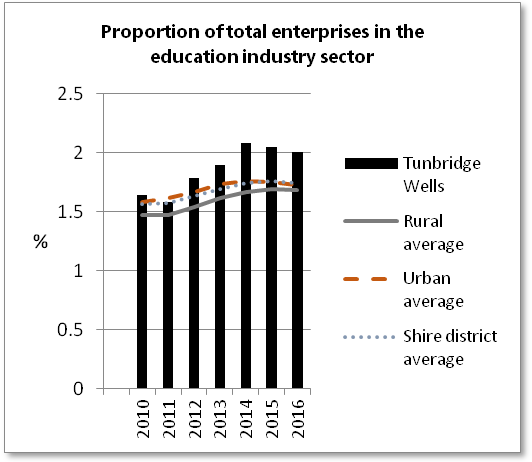 Proportion of total enterprises in the
education industry sector
2.5
2
1.5
1
0.5
0
%
2010
2011
2012
2013
2014
2015
2016
Tunbridge
Wells
Rural
average
Urban
average
Shire district
average